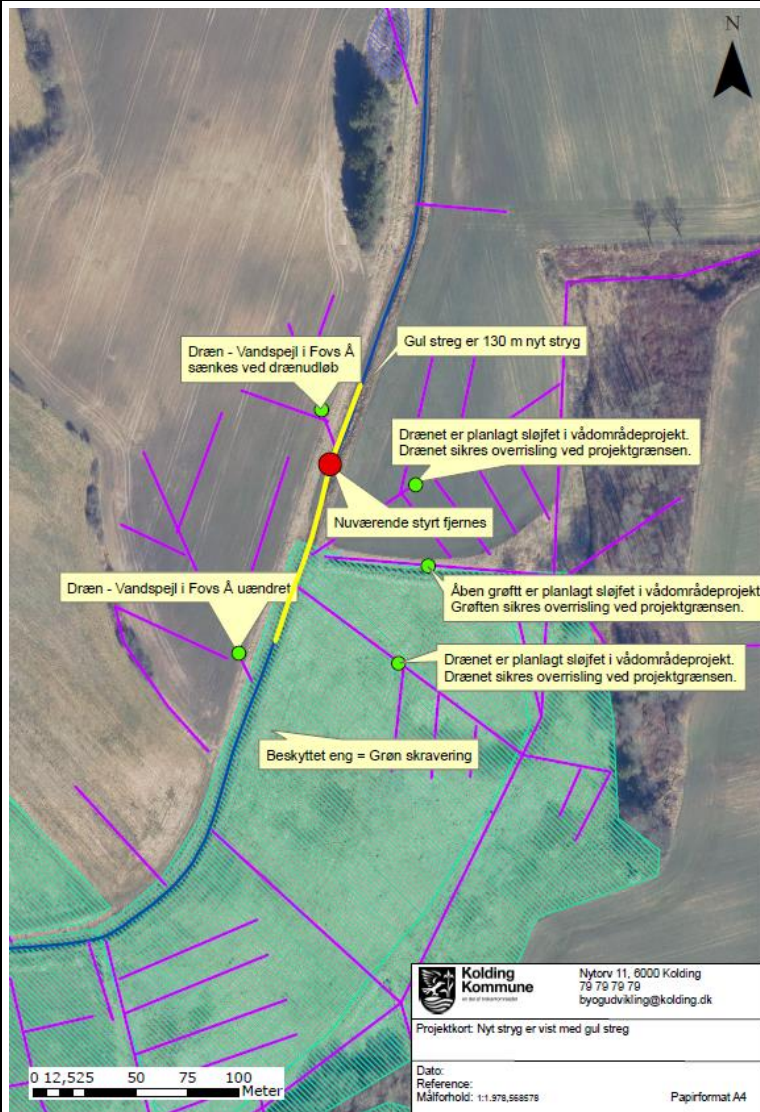 N
Gul streg er 130 m nyt stryg
Dræn - Vandspejl i Fovs Å
sænkes ved drænudløb
Drænet er planlagt sløjfet i vådområdeprojekt.
Drænet sikres overrisling ved projektgrænsen.
Nuværende styrt fjernes
Dræn - Vandspejl i Fovs Å uændret
Åben grøftt er planlagt sløjfet i vådområdeprojekt
Grøften sikres overrisling ved projektgrænsen.
Drænet er planlagt sløjfet i vådområdeprojekt.
Drænet sikres overrisling ved projektgrænsen.
Beskyttet eng = Grøn skravering
Kolding
Kommune
Nytorv 11, 6000 Kolding
79 79 79 79
byogudvikling@kolding.dk
Projektkort: Nyt stryg er vist med gul streg
0 12,525 50 75 100
Meter
Dato:
Reference:
Målforhold: 1:1.978,568578
Papirformat A4